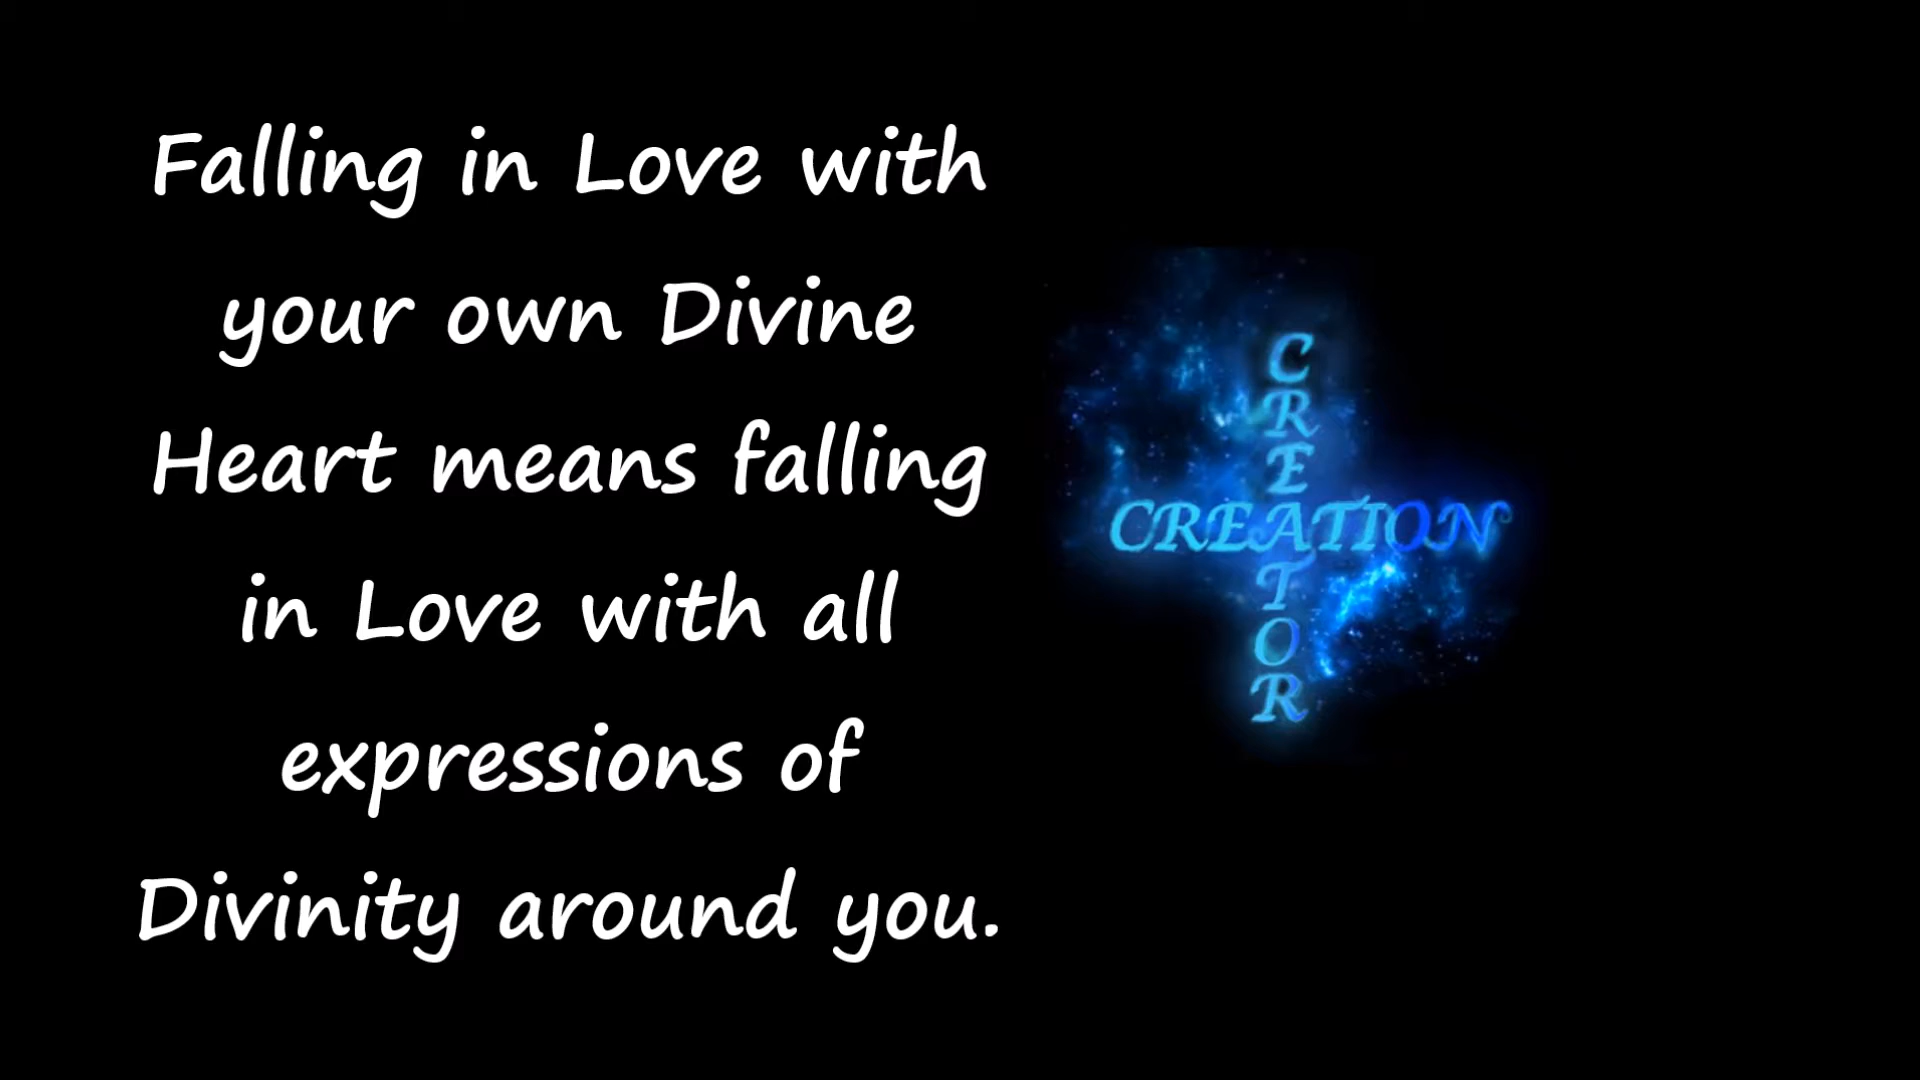 Falling in Love with
your own Divine
Heart means falling
in Love with all
expressions of
Divinity around you.
CREATOR
CREATION